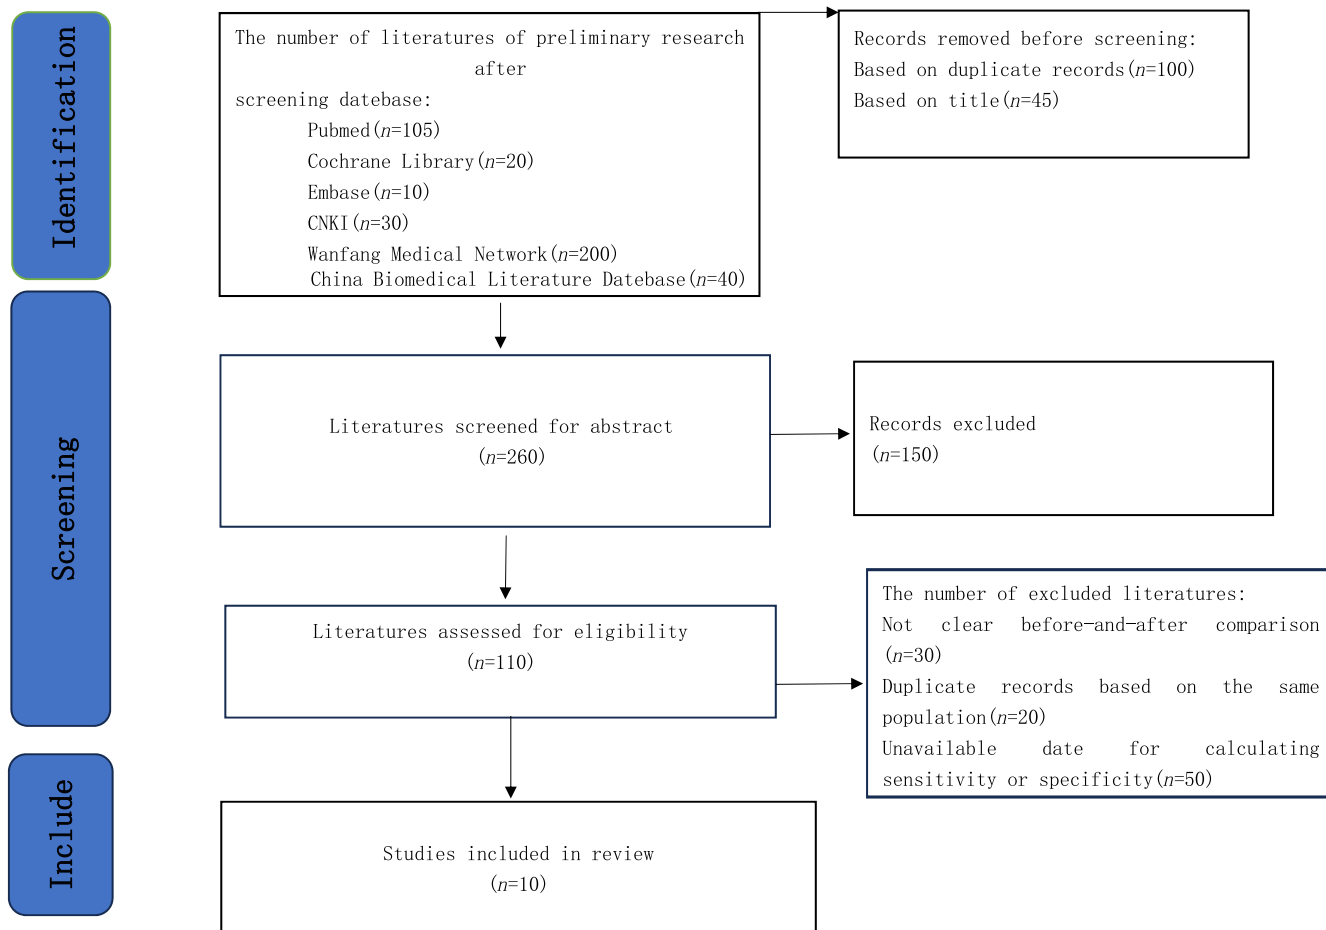 Identification
The number of literatures of preliminary research
after
screening datebase:
Pubmed(n=105)
Cochrane Library(n=20)
Embase(n=10)
CNKI(n=30)
Wanfang Medical Network(n=200)
China Biomedical Literature Datebase(n=40)
Records removed before screening:
Based on duplicate records(n=100)
Based on title(n=45)
Screening
Literatures screened for abstract
(n=260)
Records excluded
(n=150)
Literatures assessed for eligibility
(n=110)
The number of excluded literatures:
Not clear before-and-after comparison
(n=30)
Duplicate records based on the same
population(n=20)
Unavailable date for calculating
sensitivity or specificity(n=50)
Include
Studies included in review
(n=10)